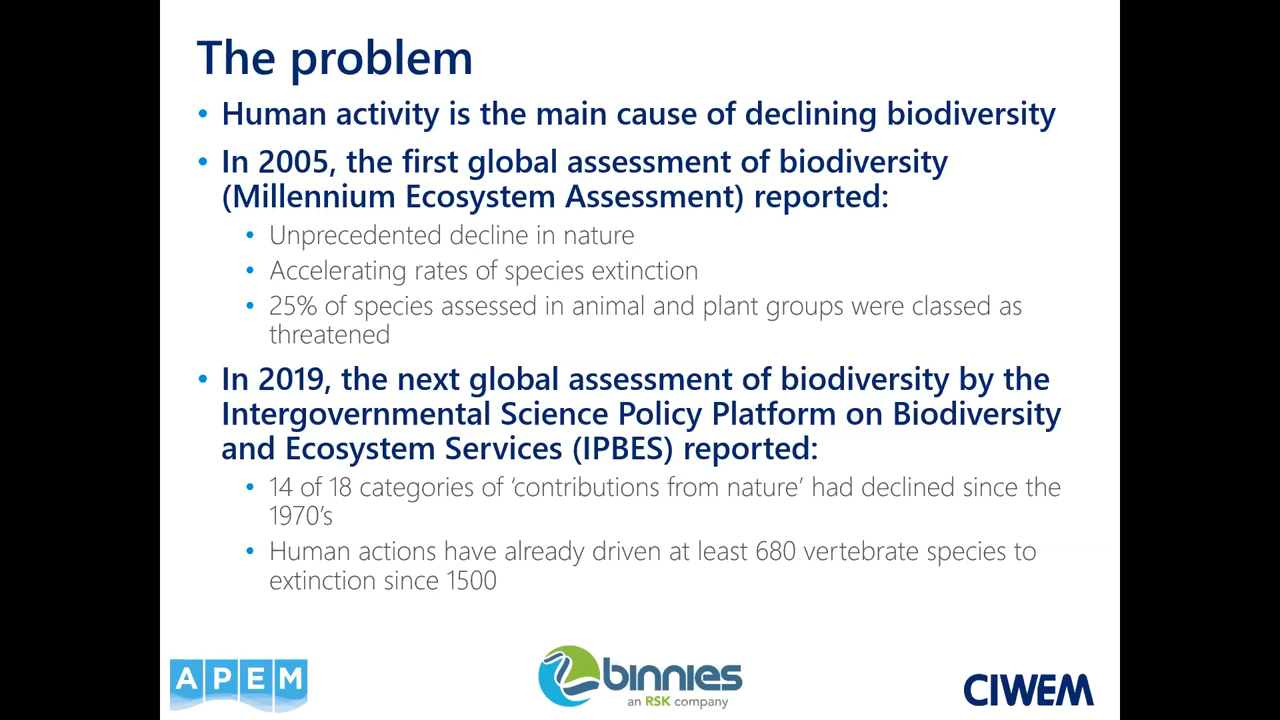 The problem
• Human activity is the main cause of declining biodiversity
• In 2005, the first global assessment of biodiversity
(Millennium Ecosystem Assessment) reported:
• Unprecedented decline in nature
• Accelerating rates of species extinction
• 25% of species assessed in animal and plant groups were classed as
threatened
• In 2019, the next global assessment of biodiversity by the
Intergovernmental Science Policy Platform on Biodiversity
and Ecosystem Services (IPBES) reported:
• 14 of 18 categories of ‘contributions from nature’ had declined since the
1970’s
• Human actions have already driven at least 680 vertebrate species to
extinction since 1500
APEM
binnies
an RSK company
CIWEM